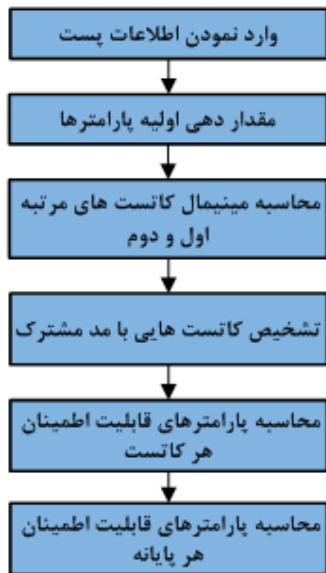 وارد نمودن اطلاعات پست
مقدار دهی اولیه پارامترها
محاسبه مینیمال کاتست های مرتبه
اول و دوم
تشخیص کاتست هایی با مد مشترک
محاسبه پارامترهای قابلیت اطمینان
هر کاتست
محاسبه پارامترهای قابلیت اطمینان
هر پایانه